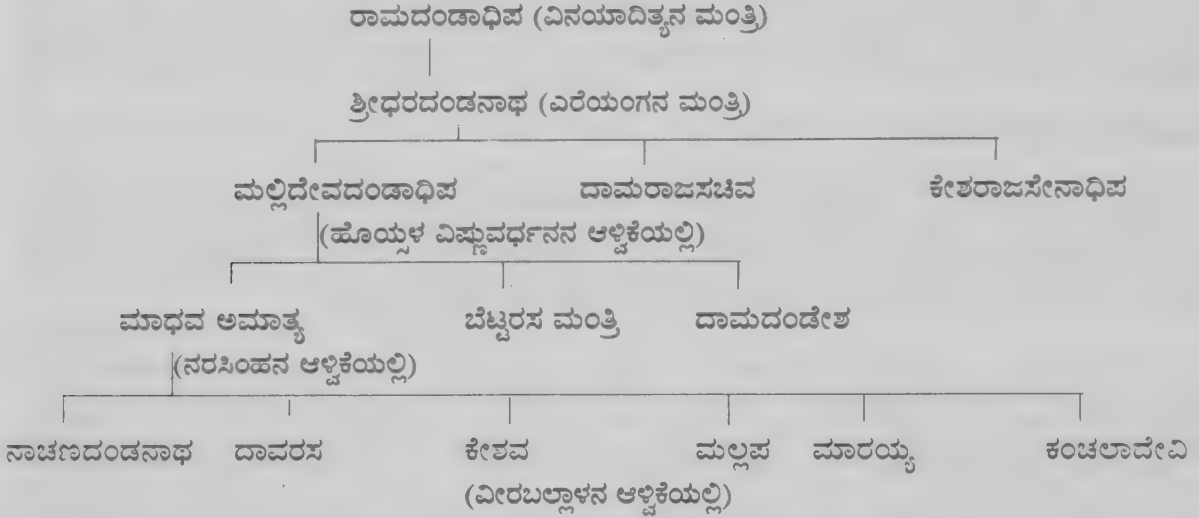 ರಾಮದಂಡಾಧಿಪ (ವಿನಯಾದಿತ್ಯನ ಮಂತ್ರಿ)
ಶ್ರೀಧರದಂಡನಾಥ (ಎರೆಯಂಗನ ಮಂತ್ರಿ)
ಮಲ್ಲಿದೇವದಂಡಾಧಿಪ ದಾಮರಾಜಸಚಿವ ಕೇಶರಾಜಸೇನಾಧಿಪ
(ಹೊಯ್ಸಳ ವಿಷ್ಣುವರ್ಧನನ ಆಳ್ವಿಕೆಯಲ್ಲಿ)
ಮಾಧವ ಅಮಾತ್ಯ ಬೆಟ್ಟರಸ ಮಂತ್ರಿ ದಾಮದಂಡೇಶ
(ನರಸಿಂಹನ ಆಳ್ವಿಕೆಯಲ್ಲಿ)
ನಾಚಣದಂಡನಾಥ ದಾವರಸ ಕೇಶವ ಮಲ್ಲಪ ಮಾರಯ್ಯ ಕಂಚಲಾದೇವಿ
(ವೀರಬಲ್ಲಾಳನ ಆಳ್ವಿಕೆಯಲ್ಲಿ)